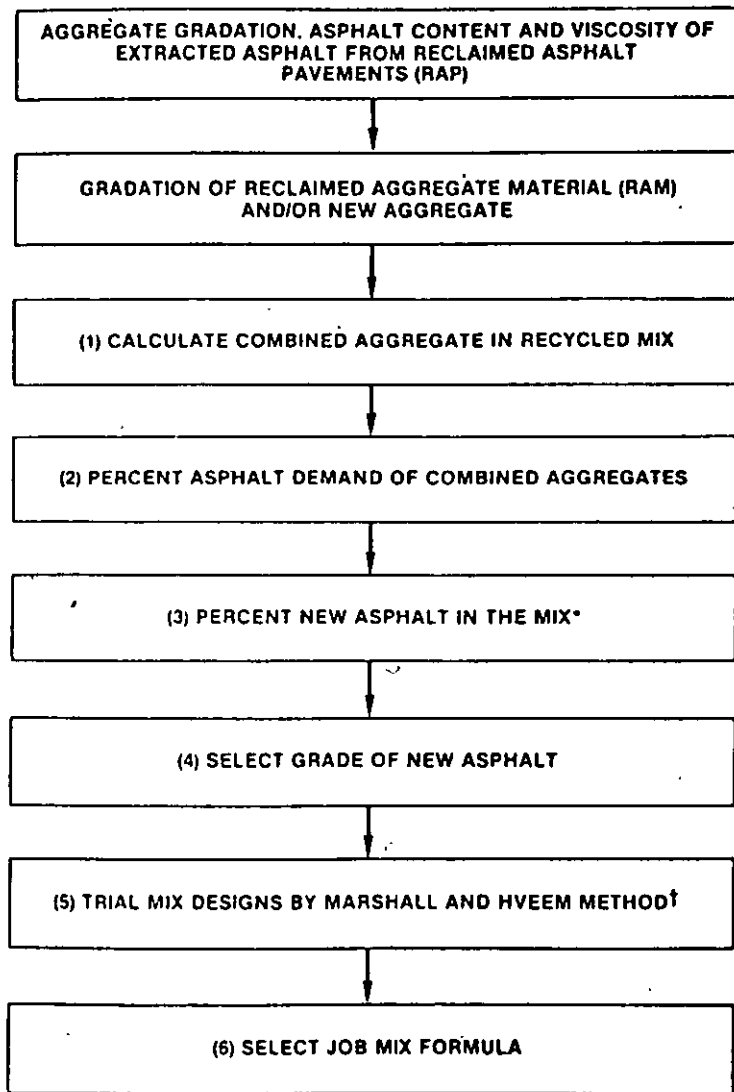 AGGREGATE GRADATION, ASPHALT CONTENT AND VISCOSITY OF
EXTRACTED ASPHALT FROM RECLAIMED ASPHALT
PAVEMENTS (RAP)
GRADATION OF RECLAIMED AGGREGATE MATERIAL (RAM)
AND/OR NEW AGGREGATE
(1) CALCULATE COMBINED AGGREGATE IN RECYCLED MIX
(2) PERCENT ASPHALT DEMAND OF COMBINED AGGREGATES
(3) PERCENT NEW ASPHALT IN THE MIX*
(4) SELECT GRADE OF NEW ASPHALT
(5) TRIAL MIX DESIGNS BY MARSHALL AND HVEEM METHOD†
(6) SELECT JOB MIX FORMULA